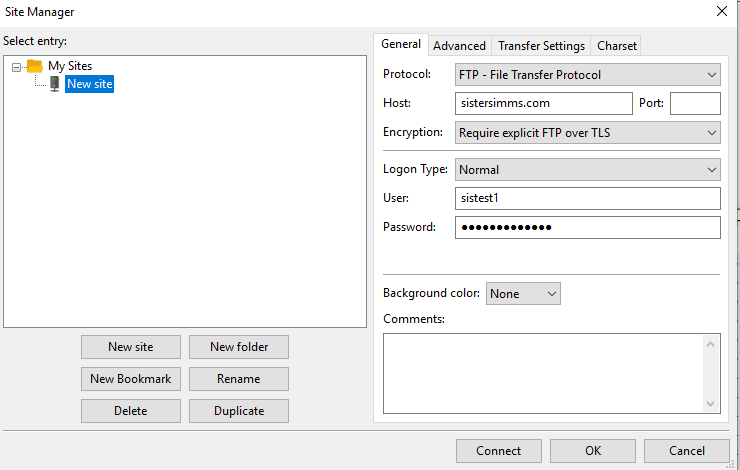 Site Manager
Select entry:
My Sites
New site
New site
New folder
New Bookmark
Rename
Delete
Duplicate
General
Advanced
Transfer Settings
Charset
Protocol:
FTP - File Transfer Protocol
Host:
sistersimms.com
Port:
Encryption:
Require explicit FTP over TLS
Logon Type:
Normal
User:
sistest1
Password:
●●●●●●●●●●●●●
Background color:
None
Comments:
Connect
OK
Cancel